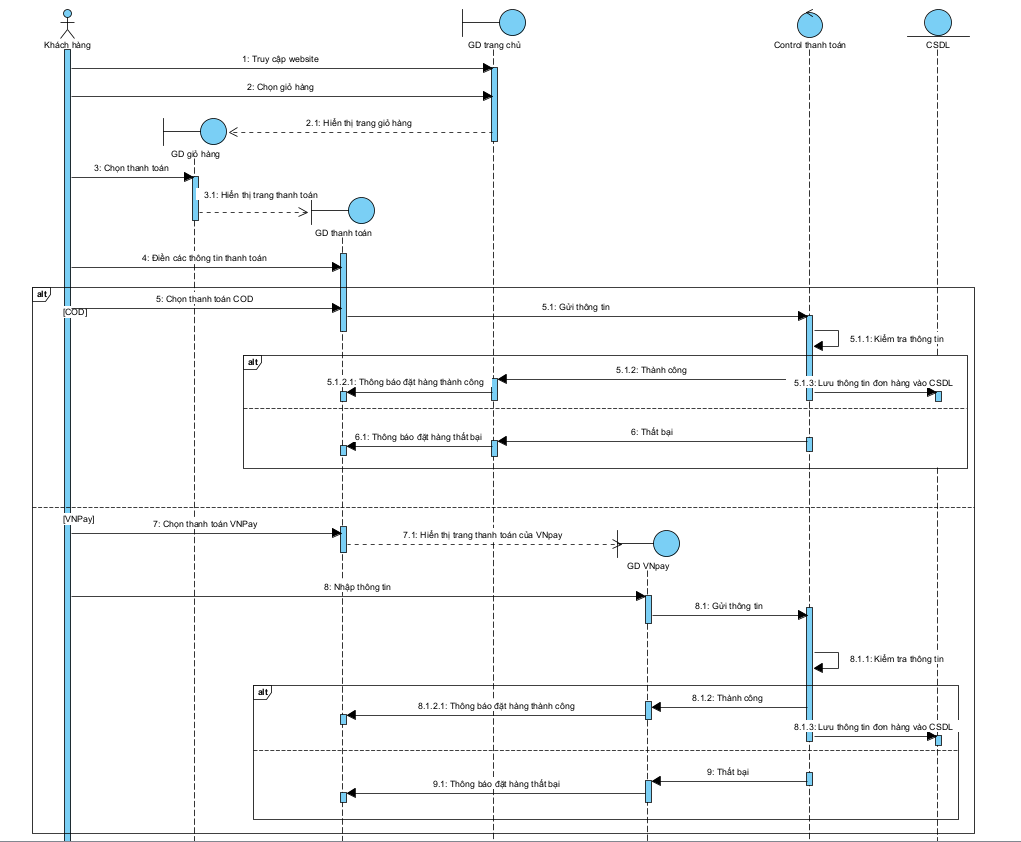 Khách hàng
GD trang chủ
Control thanh toán
CSDL
1: Truy cập website
2: Chọn giỏ hàng
2.1: Hiển thị trang giỏ hàng
GD giỏ hàng
3: Chọn thanh toán
3.1: Hiển thị trang thanh toán
GD thanh toán
4: Điền các thông tin thanh toán
alt
5: Chọn thanh toán COD
[COD]
5.1: Gửi thông tin
5.1.1: Kiểm tra thông tin
alt
5.1.2: Thành công
5.1.2.1: Thông báo đặt hàng thành công
5.1.3: Lưu thông tin đơn hàng vào CSDL
6: Thất bại
6.1: Thông báo đặt hàng thất bại
[VNPay]
7: Chọn thanh toán VNPay
7.1: Hiển thị trang thanh toán của VNpay
GD VNpay
8: Nhập thông tin
8.1: Gửi thông tin
8.1.1: Kiểm tra thông tin
alt
8.1.2: Thành công
8.1.2.1: Thông báo đặt hàng thành công
8.1.3: Lưu thông tin đơn hàng vào CSDL
9: Thất bại
9.1: Thông báo đặt hàng thất bại